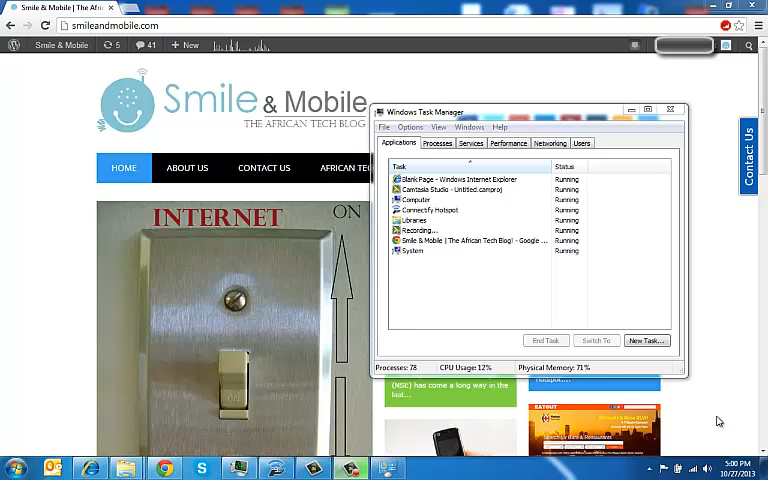 Smile & Mobile | The Afri
smileandmobile.com
Smile & Mobile
5
41
+ New
Smile & Mobile
THE AFRICAN TECH BLOG
HOME
ABOUT US
CONTACT US
AFRICAN TE
INTERNET
ON
ON
Contact Us
Windows Task Manager
File Options View Windows Help
Applications Processes Services Performance Networking Users
Task Status
Blank Page - Windows Internet Explorer Running
Camtasia Studio - Untitled.camproj Running
Computer Running
Connectify Hotspot Running
Libraries Running
Recording... Running
Smile & Mobile | The African Tech Blog! - Google ... Running
System Running
End Task Switch To New Task...
Processes: 78 CPU Usage: 12% Physical Memory: 71%
(NSE) has come a long way in the
last...
hotspot....
EATOUT
5:00 PM
10/27/2013